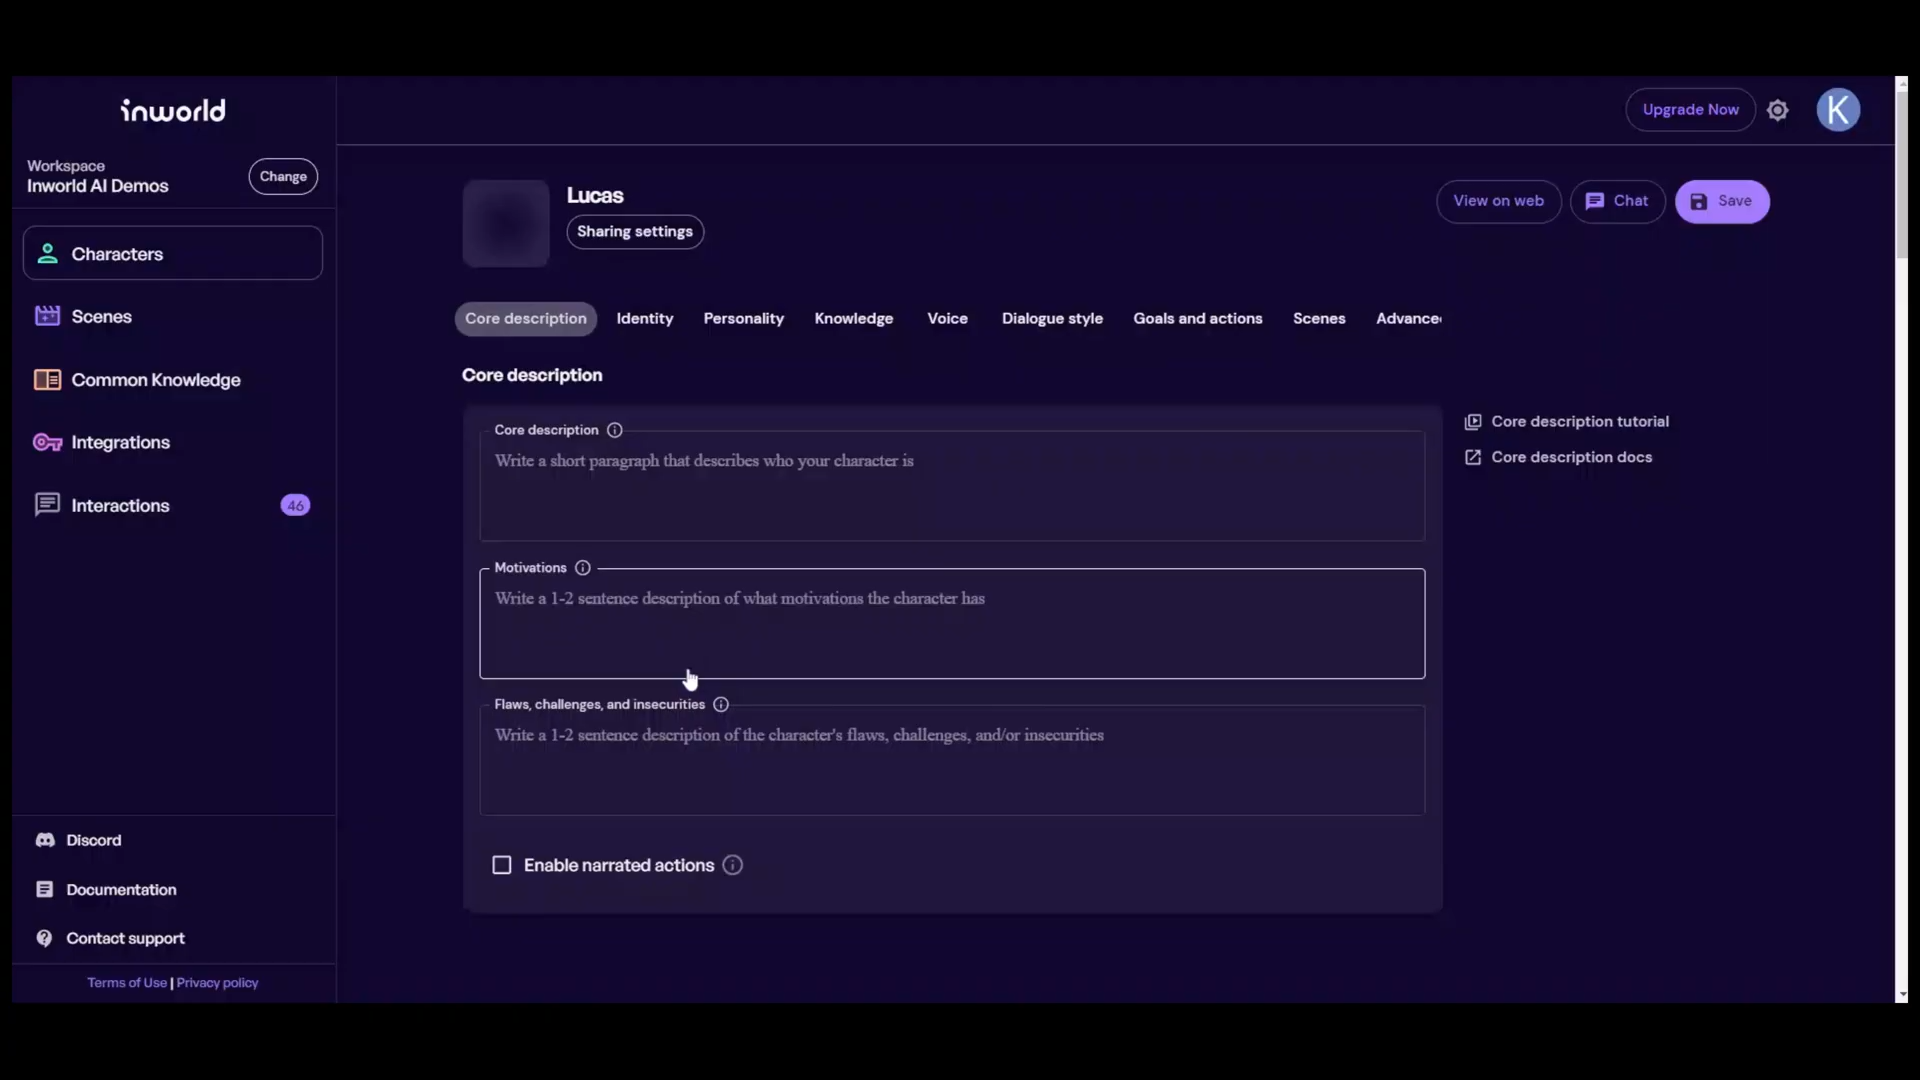 inworld
Upgrade Now
K
Workspace
Inworld AI Demos
Change
Characters
Scenes
Common Knowledge
Integrations
Interactions
46
Discord
Documentation
Contact support
Terms of Use | Privacy policy
Lucas
Sharing settings
View on web
Chat
Save
Core description Identity Personality Knowledge Voice Dialogue style Goals and actions Scenes Advance
Core description
Core description
Write a short paragraph that describes who your character is
Motivations
Write a 1-2 sentence description of what motivations the character has
Flaws, challenges, and insecurities
Write a 1-2 sentence description of the character's flaws, challenges, and/or insecurities
Enable narrated actions
Core description tutorial
Core description docs